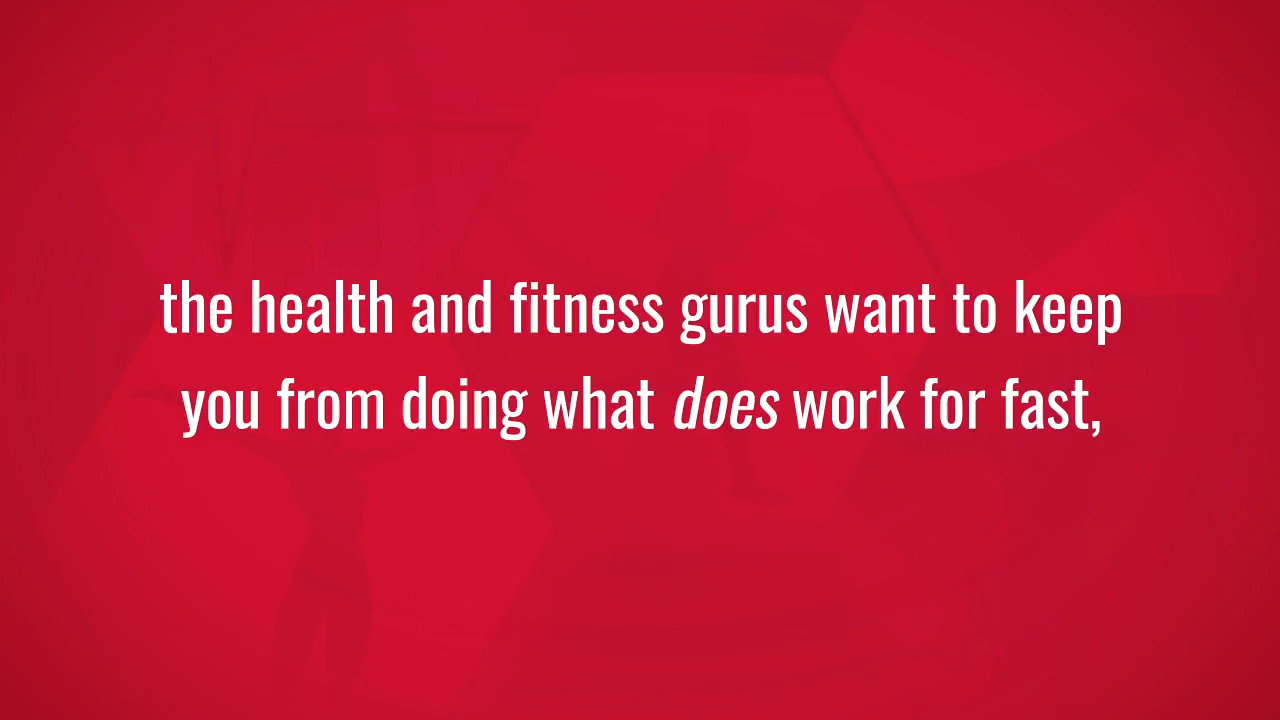 the health and fitness gurus want to keep
you from doing what does work for fast,